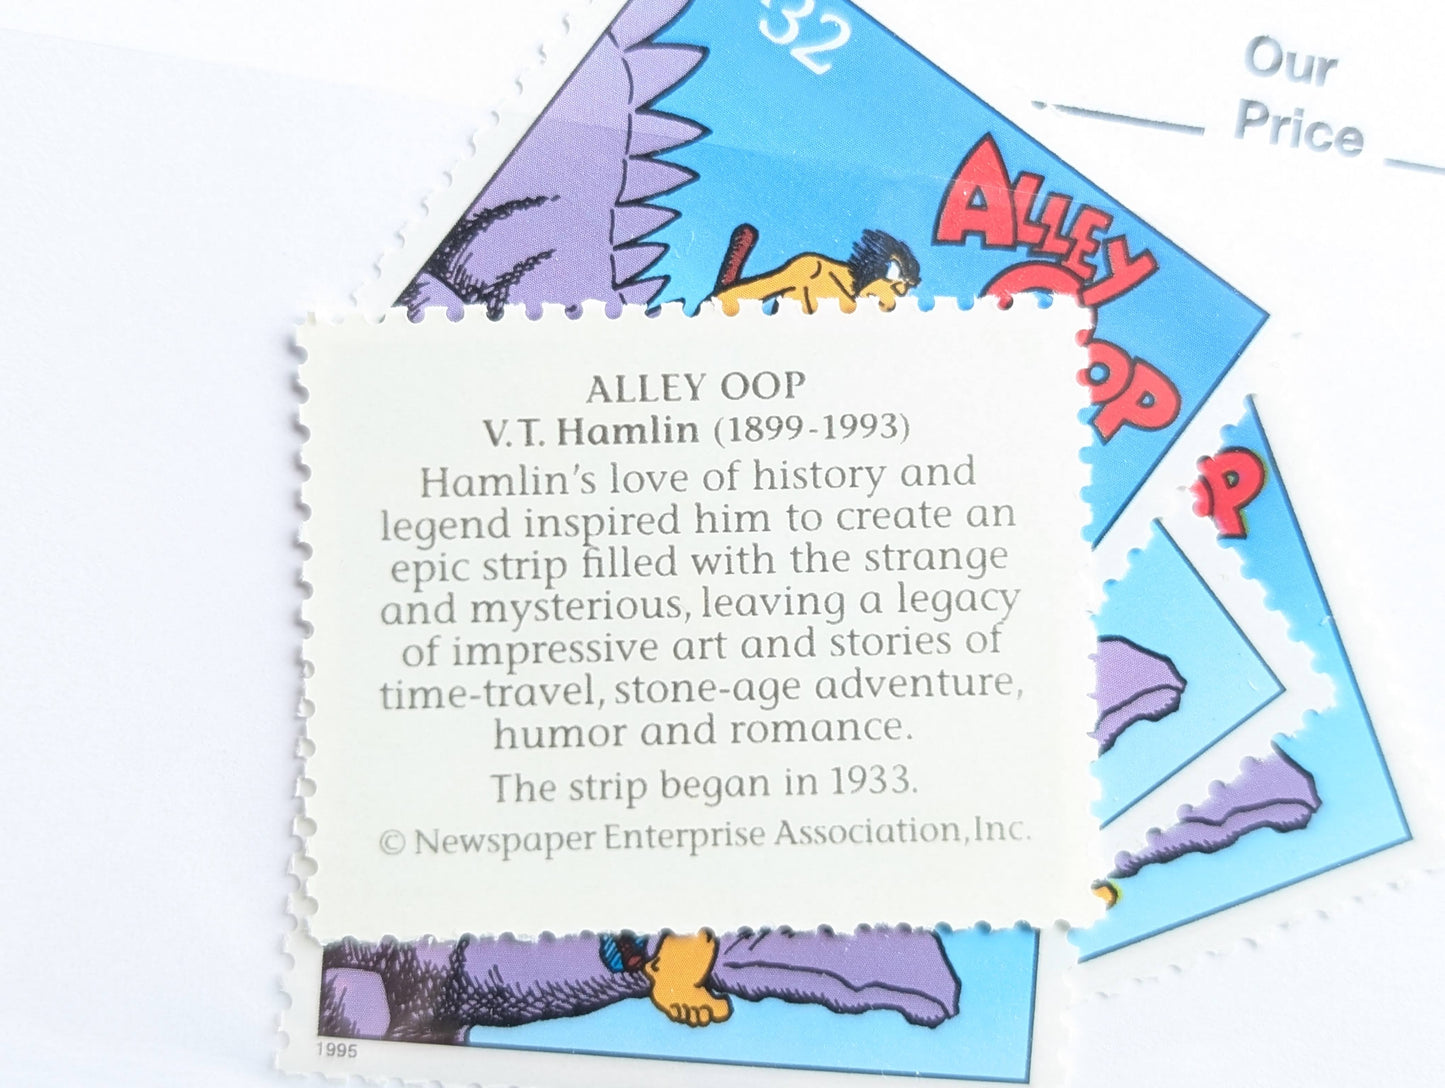 32
Our
Price
ALLEY
OOP
ALLEY OOP
V.T. Hamlin (1899-1993)
Hamlin's love of history and
legend inspired him to create an
epic strip filled with the strange
and mysterious, leaving a legacy
of impressive art and stories of
time-travel, stone-age adventure,
humor and romance.
The strip began in 1933.
© Newspaper Enterprise Association, Inc.
P
1995